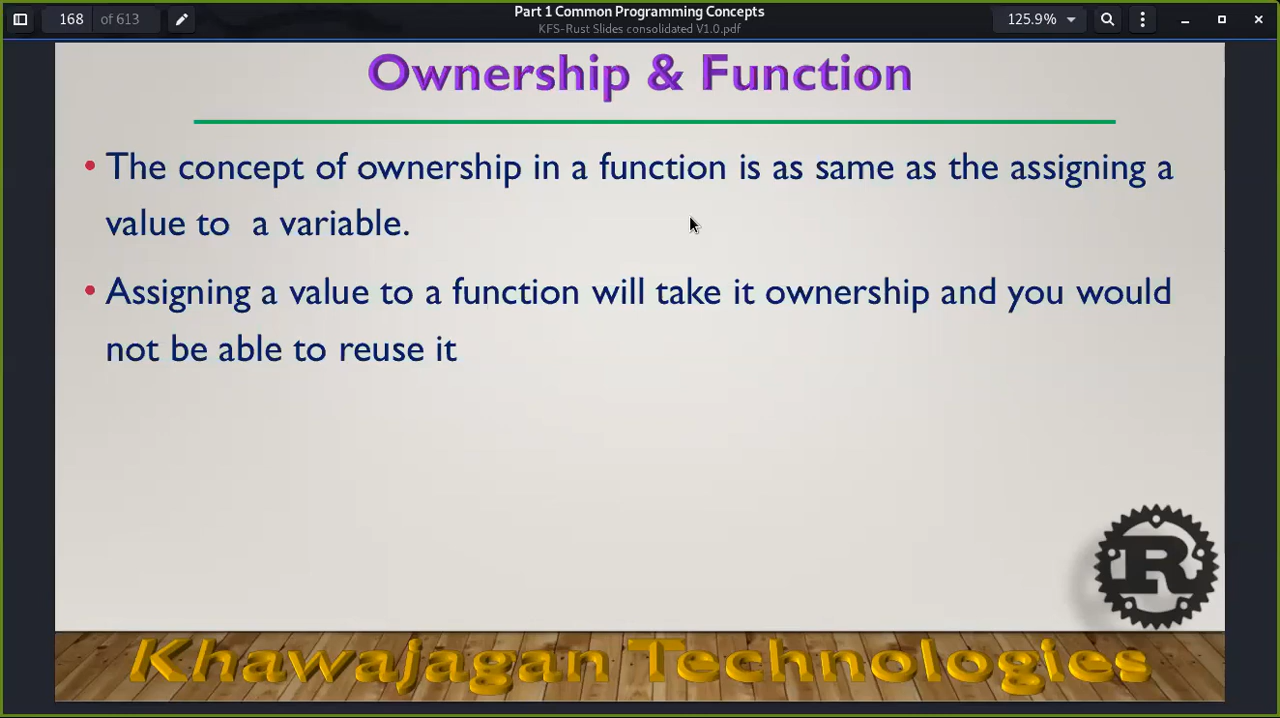 168 of 613
Part 1 Common Programming Concepts
KFS-Rust Slides consolidated V1.0.pdf
125.9%
Ownership & Function
• The concept of ownership in a function is as same as the assigning a
value to  a variable.
• Assigning a value to a function will take it ownership and you would
not be able to reuse it
R
Khawajagan Technologies